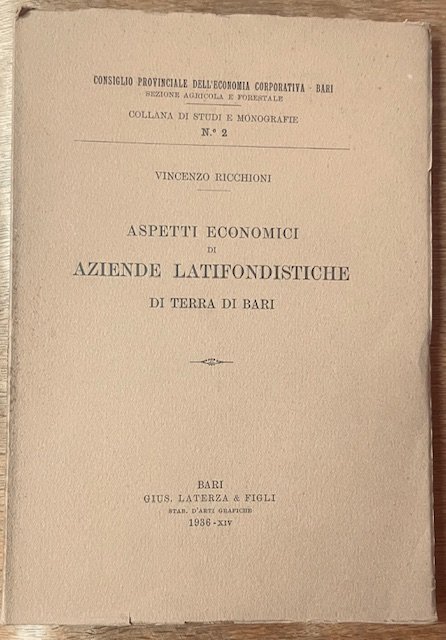 CONSIGLIO PROVINCIALE DELL'ECONOMIA CORPORATIVA - BARI
SEZIONE AGRICOLA E FORESTALE
COLLANA DI STUDI E MONOGRAFIE
N.º 2
VINCENZO RICCHIONI
ASPETTI ECONOMICI
DI
AZIENDE LATIFONDISTICHE
DI TERRA DI BARI
BARI
GIUS. LATERZA & FIGLI
STAB. D'ARTI GRAFICHE
1936-XIV